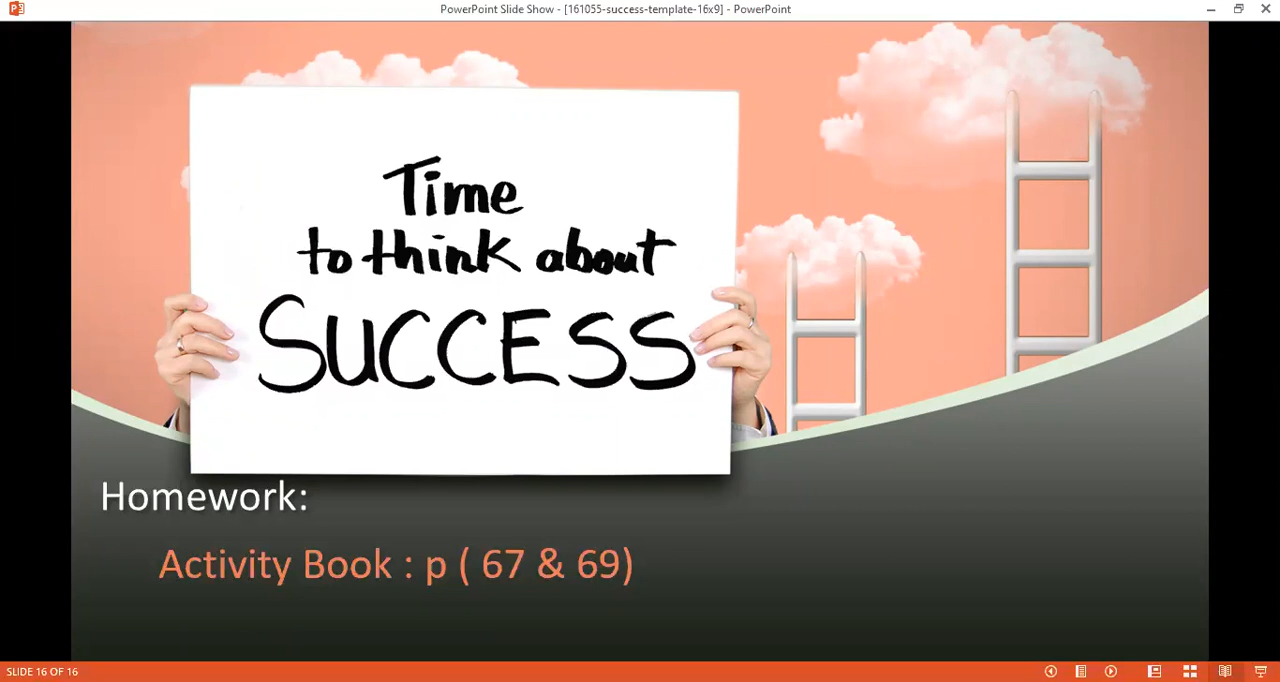 PowerPoint Slide Show - [161055-success-template-16x9] - PowerPoint
Time
to think about
SUCCESS
Homework:
Activity Book : p ( 67 & 69)
SLIDE 16 OF 16